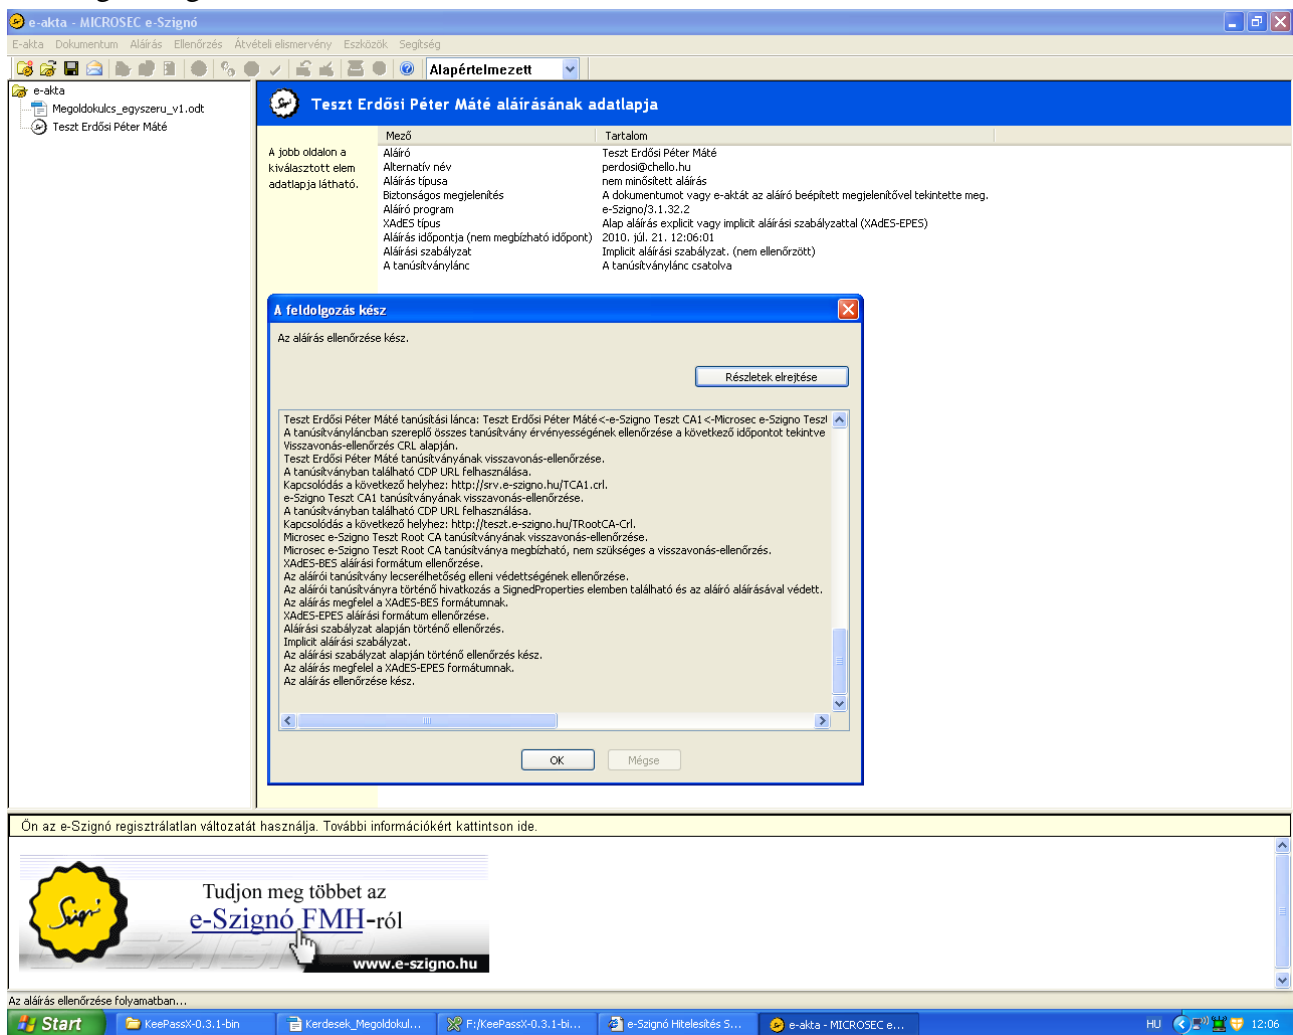 e-akta - MICROSEC e-Szignó
E-akta Dokumentum Aláírás Ellenőrzés Átvételi elismervény Eszközök Segítség
Alapértelmezett
e-akta
Megoldokulcs_egyszeru_v1.odt
Teszt Erdősi Péter Máté
Teszt Erdősi Péter Máté aláírásának adatlapja
A jobb oldalon a
kiválasztott elem
adatlapja látható.
Mező Tartalom
Aláíró Teszt Erdősi Péter Máté
Alternatív név perdosi@chello.hu
Aláírás típusa nem minősített aláírás
Biztonságos megjelenítés A dokumentumot vagy e-aktát az aláíró beépített megjelenítővel tekintette meg.
Aláíró program e-Szigno/3.1.32.2
XAdES típus Alap aláírás explicit vagy implicit aláírási szabályzattal (XAdES-EPES)
Aláírás időpontja (nem megbízható időpont) 2010. júl. 21. 12:06:01
Aláírási szabályzat Implicit aláírási szabályzat. (nem ellenőrzött)
A tanúsítványlánc A tanúsítványlánc csatolva
A feldolgozás kész
Az aláírás ellenőrzése kész.
Részletek elrejtése
Teszt Erdősi Péter Máté tanúsítási lánca: Teszt Erdősi Péter Máté<-e-Szigno Teszt CA1<-Microsec e-Szigno Teszt
A tanúsítványláncban szereplő összes tanúsítvány érvényességének ellenőrzése a következő időpontot tekintve
Visszavonás-ellenőrzés CRL alapján.
Teszt Erdősi Péter Máté tanúsítványának visszavonás-ellenőrzése.
A tanúsítványban található CDP URL felhasználása.
Kapcsolódás a következő helyhez: http://srv.e-szigno.hu/TCA1.crl.
e-Szigno Teszt CA1 tanúsítványának visszavonás-ellenőrzése.
A tanúsítványban található CDP URL felhasználása.
Kapcsolódás a következő helyhez: http://teszt.e-szigno.hu/TRootCA-Crl.
Microsec e-Szigno Teszt Root CA tanúsítványának visszavonás-ellenőrzése.
Microsec e-Szigno Teszt Root CA tanúsítványa megbízható, nem szükséges a visszavonás-ellenőrzés.
XAdES-BES aláírási formátum ellenőrzése.
Az aláírói tanúsítvány lecserélhetőség elleni védettségének ellenőrzése.
Az aláírói tanúsítványra történő hivatkozás a SignedProperties elemben található és az aláíró aláírásával védett.
Az aláírás megfelel a XAdES-BES formátumnak.
XAdES-EPES aláírási formátum ellenőrzése.
Aláírási szabályzat alapján történő ellenőrzés.
Implicit aláírási szabályzat.
Az aláírási szabályzat alapján történő ellenőrzés kész.
Az aláírás megfelel a XAdES-EPES formátumnak.
Az aláírás ellenőrzése kész.
OK Mégse
Ön az e-Szignó regisztrálatlan változatát használja. További információkért kattintson ide.
Szignó
Tudjon meg többet az
e-Szignó FMH-ról
E-SZIGNO
www.e-szigno.hu
Az aláírás ellenőrzése folyamatban...
Start KeePassX-0.3.1-bin Kerdesek_Megoldokul... F:/KeePassX-0.3.1-bi... e-Szignó Hitelesítés S... e-akta - MICROSEC e... HU 12:06